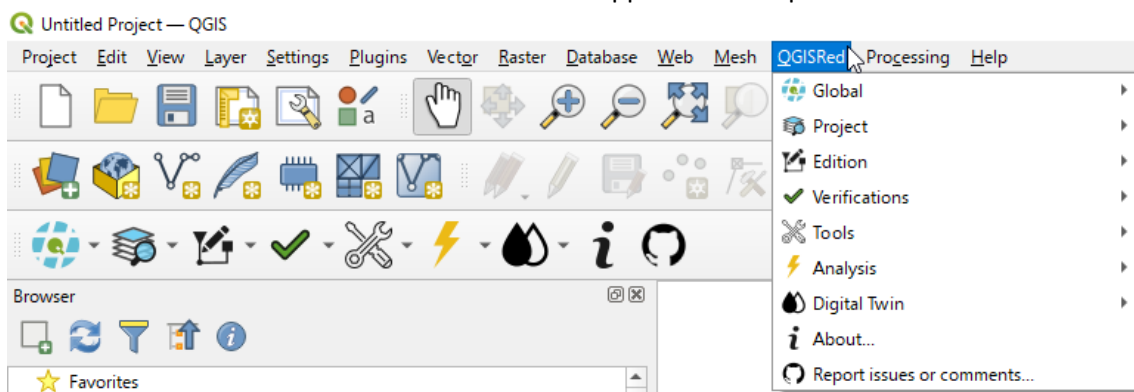 Untitled Project — QGIS
Project Edit View Layer Settings Plugins Vector Raster Database Web Mesh QGISRed Processing Help
Global
Project
Edition
Verifications
Tools
Analysis
Digital Twin
About...
Report issues or comments...
a
Browser
Favorites